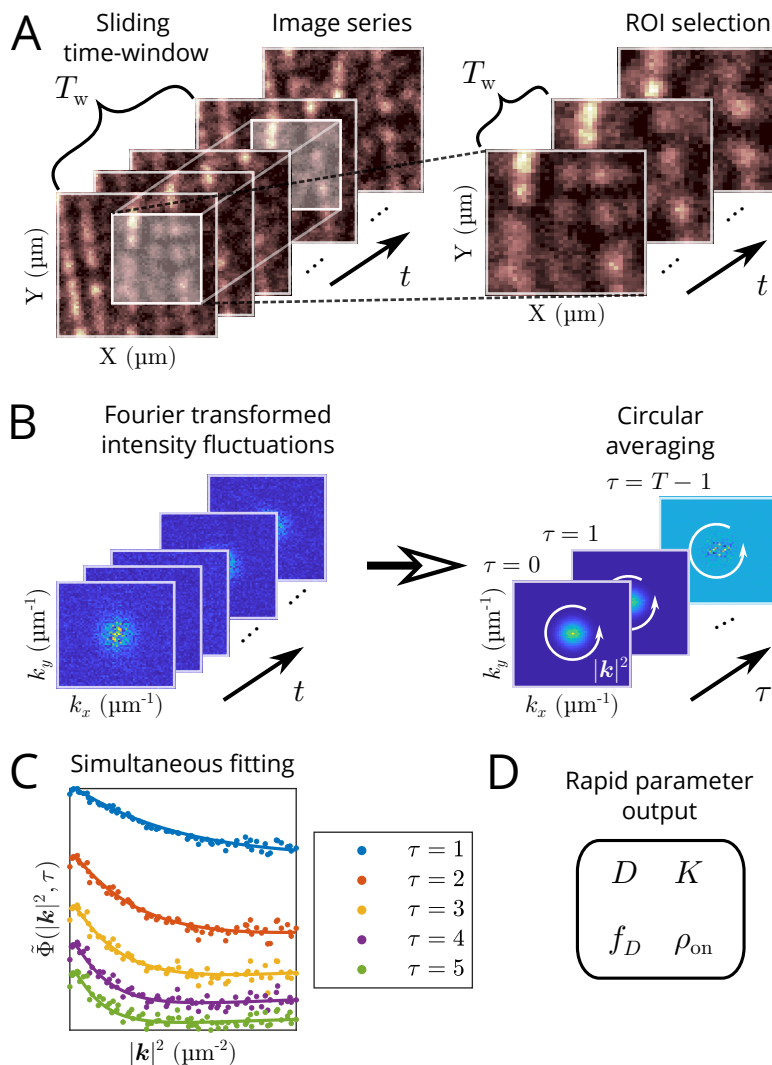 A
Sliding
time-window
Image series
ROI selection
T_w
T_w
Y (µm)
X (µm)
...
...
t
Y (µm)
X (µm)
...
t
B
Fourier transformed
intensity fluctuations
Circular
averaging
k_y (µm⁻¹)
k_x (µm⁻¹)
...
...
t
τ = 0
τ = 1
τ = T − 1
|k|²
k_y (µm⁻¹)
k_x (µm⁻¹)
...
τ
C
Simultaneous fitting
Φ̃(|k|², τ)
|k|² (µm⁻²)
τ = 1
τ = 2
τ = 3
τ = 4
τ = 5
D
Rapid parameter
output
D K
f_D ρ_on